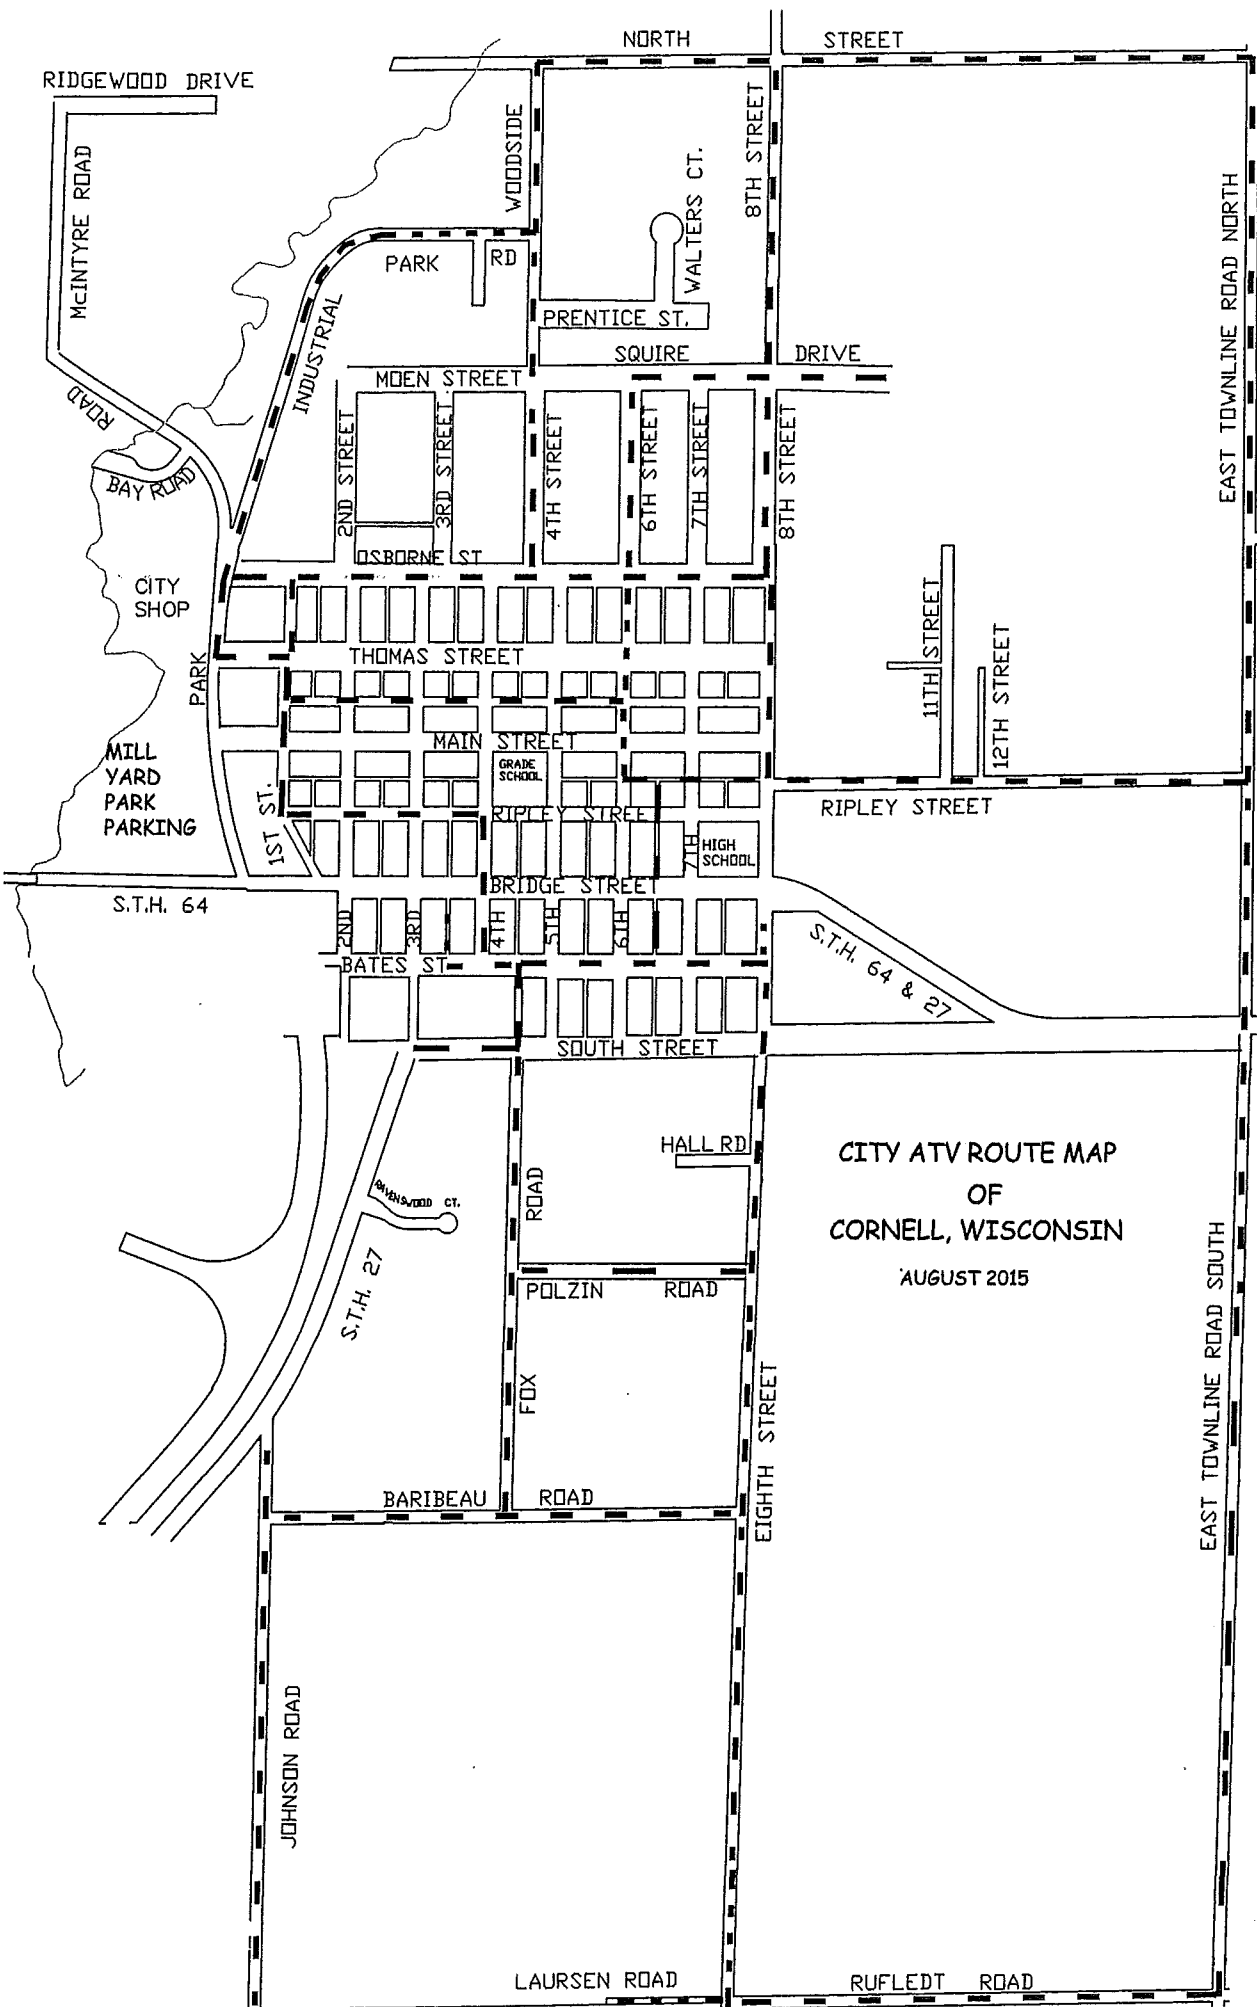 NORTH STREET
RIDGEWOOD DRIVE
McINTYRE ROAD
WOODSIDE
8TH STREET
WALTERS CT.
EAST TOWNLINE ROAD NORTH
PARK RD
INDUSTRIAL
PRENTICE ST.
SQUIRE DRIVE
MOEN STREET
ROAD
BAY ROAD
2ND STREET
3RD STREET
4TH STREET
6TH STREET
7TH STREET
8TH STREET
OSBORNE ST
CITY
SHOP
11TH STREET
12TH STREET
THOMAS STREET
PARK
MAIN STREET
MILL
YARD
PARK
PARKING
GRADE
SCHOOL
1ST ST.
RIPLEY STREE
RIPLEY STREET
7TH
HIGH
SCHOOL
BRIDGE STREET
S.T.H. 64
2ND
3RD
4TH
5TH
6TH
S.T.H. 64 & 27
BATES ST
SOUTH STREET
HALL RD
CITY ATV ROUTE MAP
OF
CORNELL, WISCONSIN
AUGUST 2015
ROAD
RAVENSWOOD CT.
S.T.H. 27
POLZIN ROAD
FOX
EIGHTH STREET
EAST TOWNLINE ROAD SOUTH
BARIBEAU ROAD
JOHNSON ROAD
LAURSEN ROAD
RUFLEDT ROAD